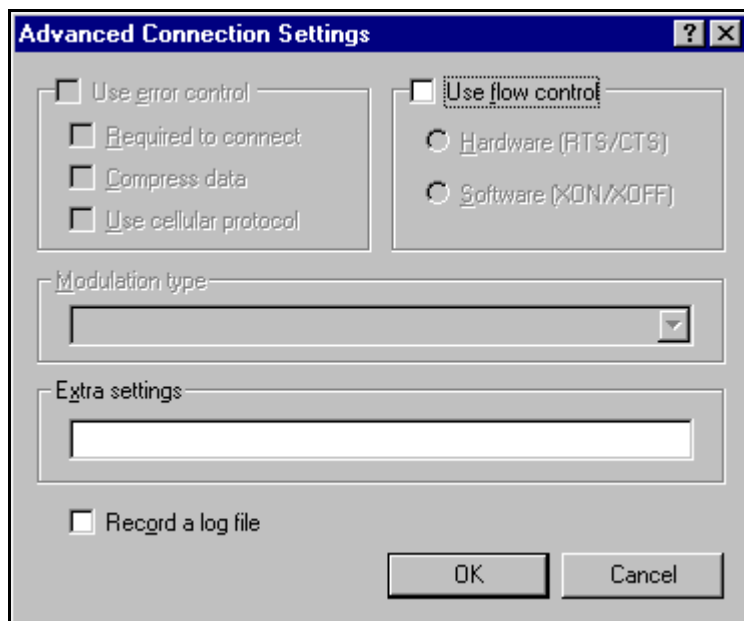 Advanced Connection Settings
Use error control
Required to connect
Compress data
Use cellular protocol
Use flow control
Hardware (RTS/CTS)
Software (XON/XOFF)
Modulation type
Extra settings
Record a log file
OK
Cancel